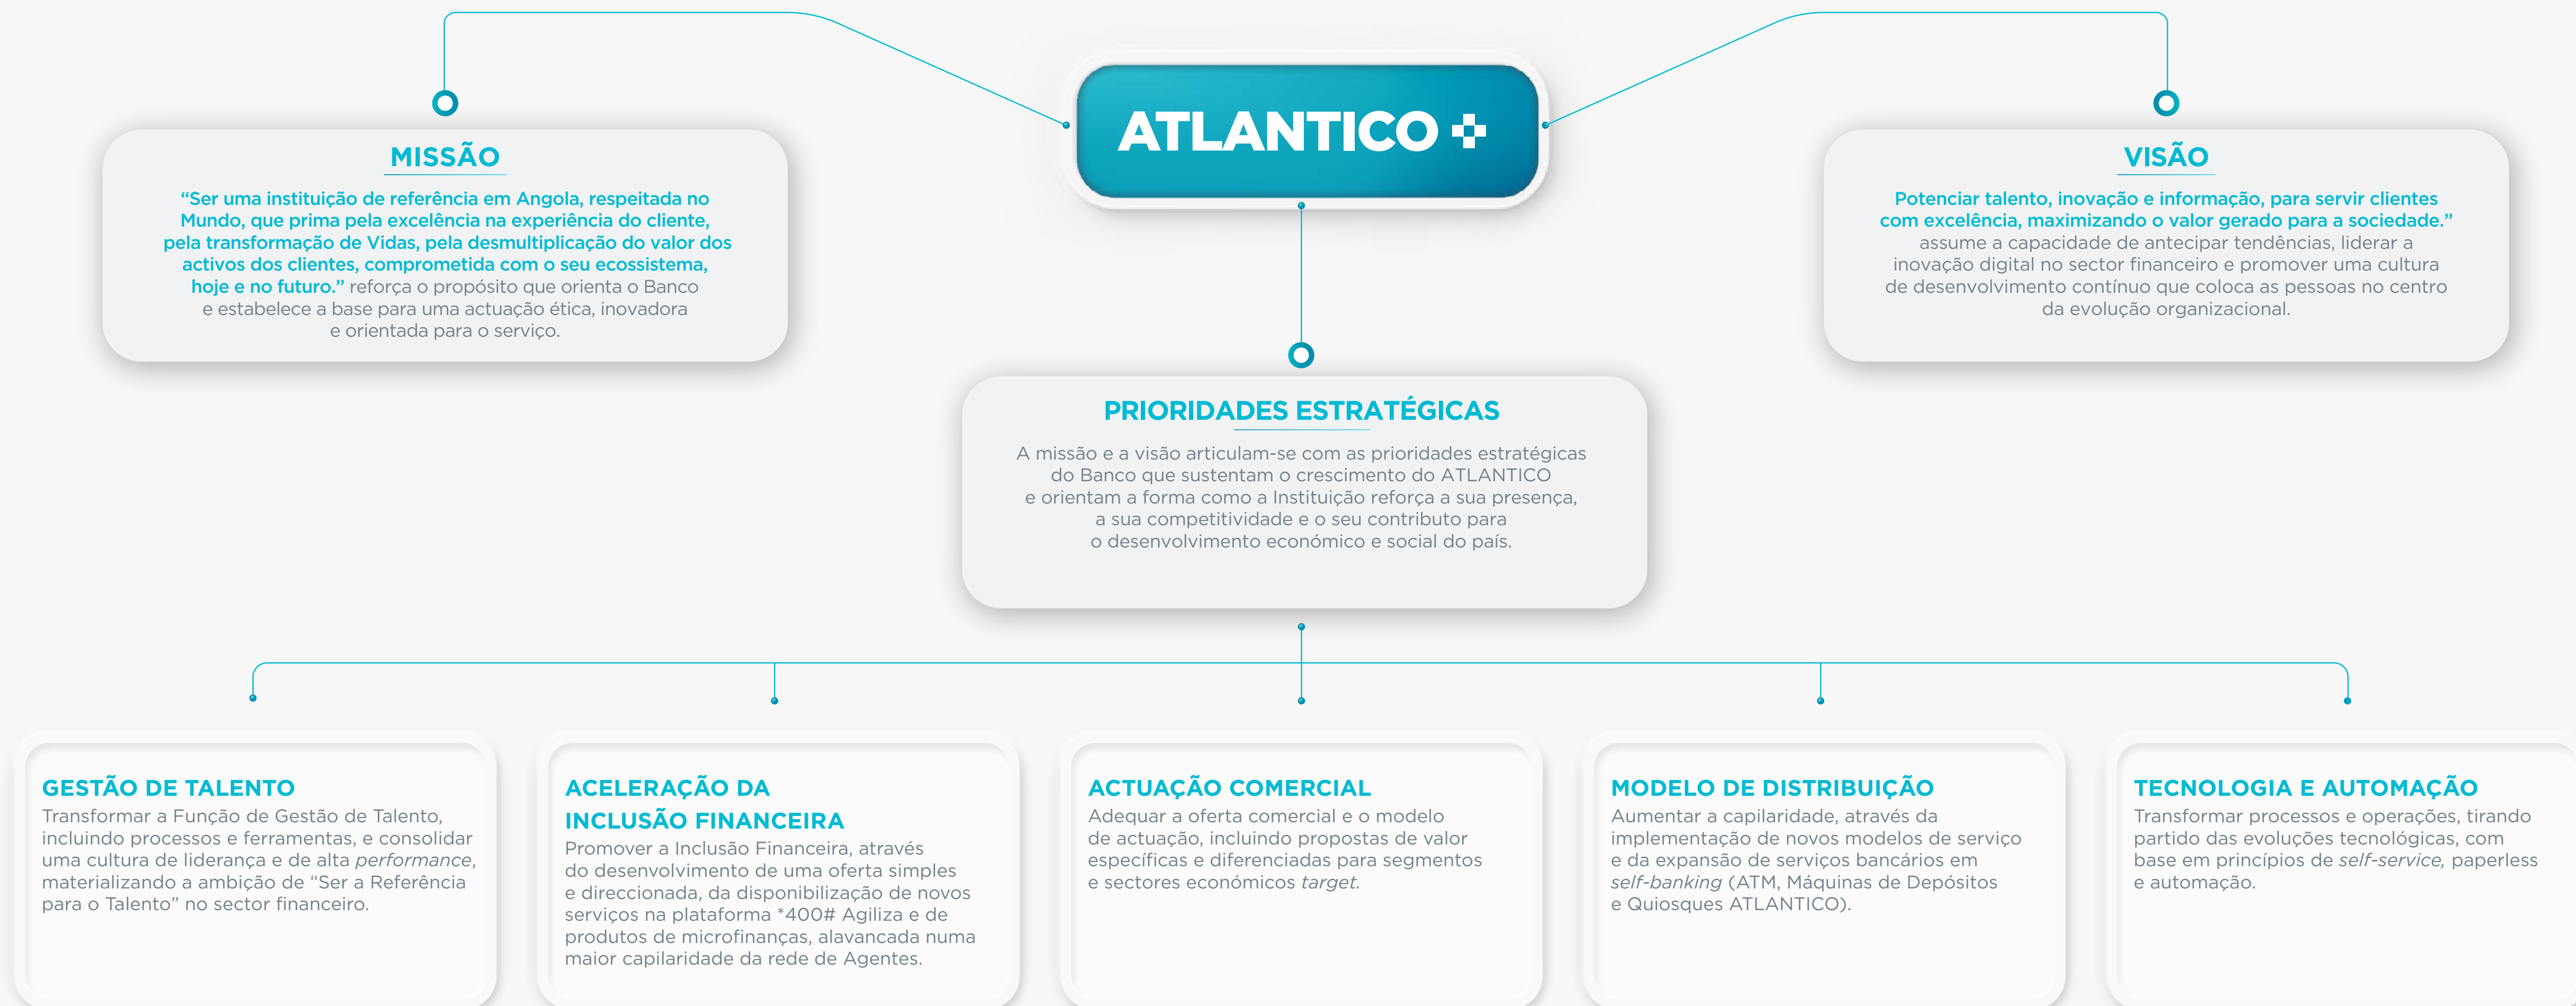 ATLANTICO
MISSÃO
“Ser uma instituição de referência em Angola, respeitada no
Mundo, que prima pela excelência na experiência do cliente,
pela transformação de Vidas, pela desmultiplicação do valor dos
activos dos clientes, comprometida com o seu ecossistema,
hoje e no futuro.” reforça o propósito que orienta o Banco
e estabelece a base para uma actuação ética, inovadora
e orientada para o serviço.
VISÃO
Potenciar talento, inovação e informação, para servir clientes
com excelência, maximizando o valor gerado para a sociedade.”
assume a capacidade de antecipar tendências, liderar a
inovação digital no sector financeiro e promover uma cultura
de desenvolvimento contínuo que coloca as pessoas no centro
da evolução organizacional.
PRIORIDADES ESTRATÉGICAS
A missão e a visão articulam-se com as prioridades estratégicas
do Banco que sustentam o crescimento do ATLANTICO
e orientam a forma como a Instituição reforça a sua presença,
a sua competitividade e o seu contributo para
o desenvolvimento económico e social do país.
GESTÃO DE TALENTO
Transformar a Função de Gestão de Talento,
incluindo processos e ferramentas, e consolidar
uma cultura de liderança e de alta performance,
materializando a ambição de “Ser a Referência
para o Talento” no sector financeiro.
ACELERAÇÃO DA
INCLUSÃO FINANCEIRA
Promover a Inclusão Financeira, através
do desenvolvimento de uma oferta simples
e direccionada, da disponibilização de novos
serviços na plataforma *400# Agiliza e de
produtos de microfinanças, alavancada numa
maior capilaridade da rede de Agentes.
ACTUAÇÃO COMERCIAL
Adequar a oferta comercial e o modelo
de actuação, incluindo propostas de valor
específicas e diferenciadas para segmentos
e sectores económicos target.
MODELO DE DISTRIBUIÇÃO
Aumentar a capilaridade, através da
implementação de novos modelos de serviço
e da expansão de serviços bancários em
self-banking (ATM, Máquinas de Depósitos
e Quiosques ATLANTICO).
TECNOLOGIA E AUTOMAÇÃO
Transformar processos e operações, tirando
partido das evoluções tecnológicas, com
base em princípios de self-service, paperless
e automação.